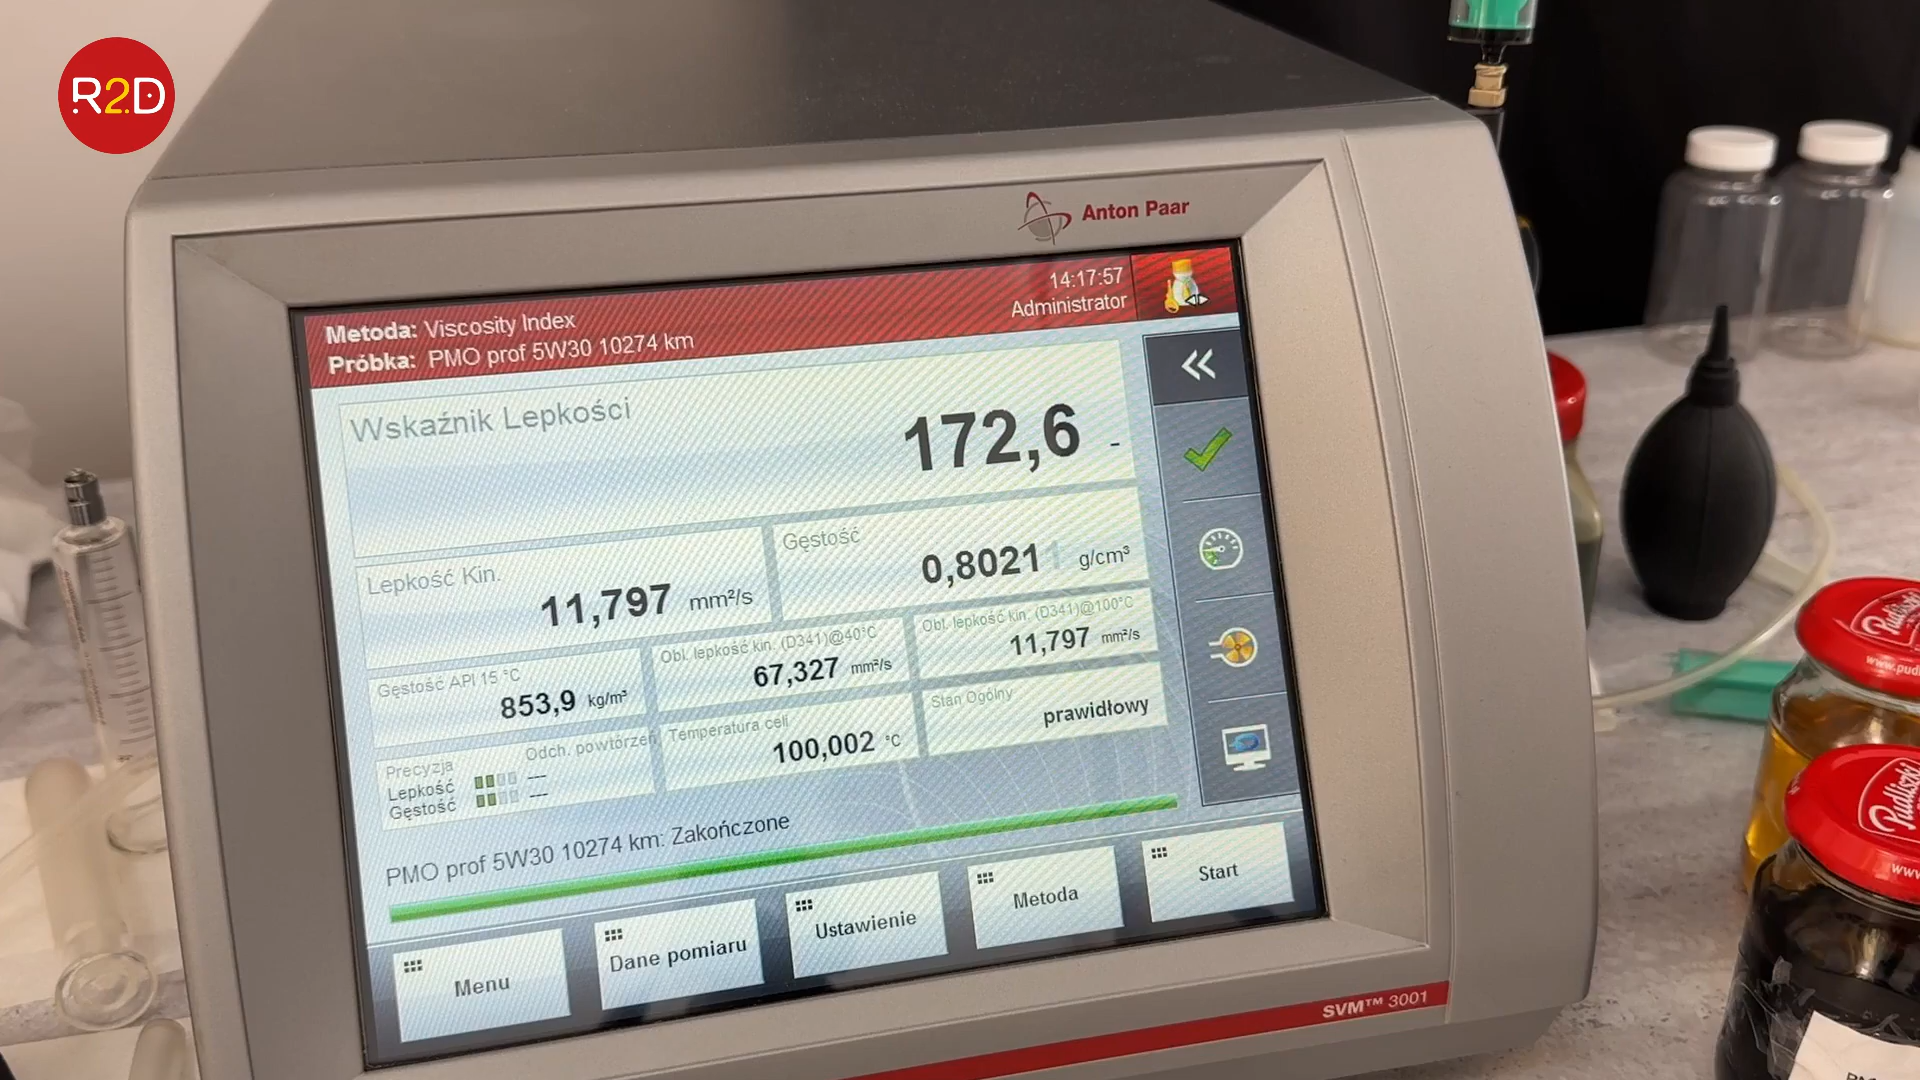 R2D
Anton Paar
14:17:57
Administrator
Metoda: Viscosity Index
Próbka: PMO prof 5W30 10274 km
Wskaźnik Lepkości
172,6 -
Lepkość Kin.
11,797 mm²/s
Gęstość
0,8021 g/cm³
Gęstość API 15 °C
853,9 kg/m³
Obl. lepkość kin. (D341)@40°C
67,327 mm²/s
Obl. lepkość kin. (D341)@100°C
11,797 mm²/s
Precyzja
Odch. powtórzeń
Lepkość ---
Gęstość ---
Temperatura celi
100,002 °C
Stan Ogólny
prawidłowy
PMO prof 5W30 10274 km: Zakończone
Menu
Dane pomiaru
Ustawienie
Metoda
Start
SVM™ 3001
Pudliszki
www.pudl
Pudliszki